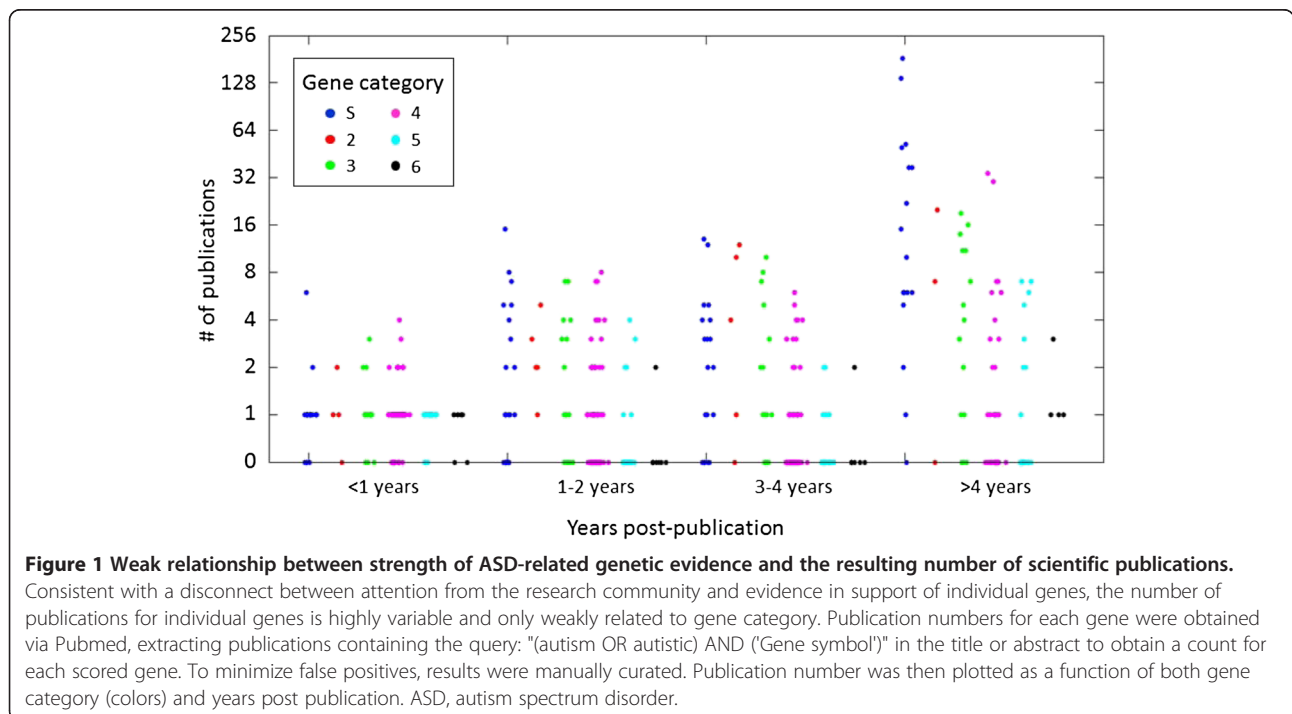 256
128
64
32
16
8
4
2
1
0
# of publications
Gene category
S
4
2
5
3
6
<1 years
1-2 years
3-4 years
>4 years
Years post-publication
Figure 1 Weak relationship between strength of ASD-related genetic evidence and the resulting number of scientific publications.
Consistent with a disconnect between attention from the research community and evidence in support of individual genes, the number of
publications for individual genes is highly variable and only weakly related to gene category. Publication numbers for each gene were obtained
via Pubmed, extracting publications containing the query: "(autism OR autistic) AND ('Gene symbol')" in the title or abstract to obtain a count for
each scored gene. To minimize false positives, results were manually curated. Publication number was then plotted as a function of both gene
category (colors) and years post publication. ASD, autism spectrum disorder.